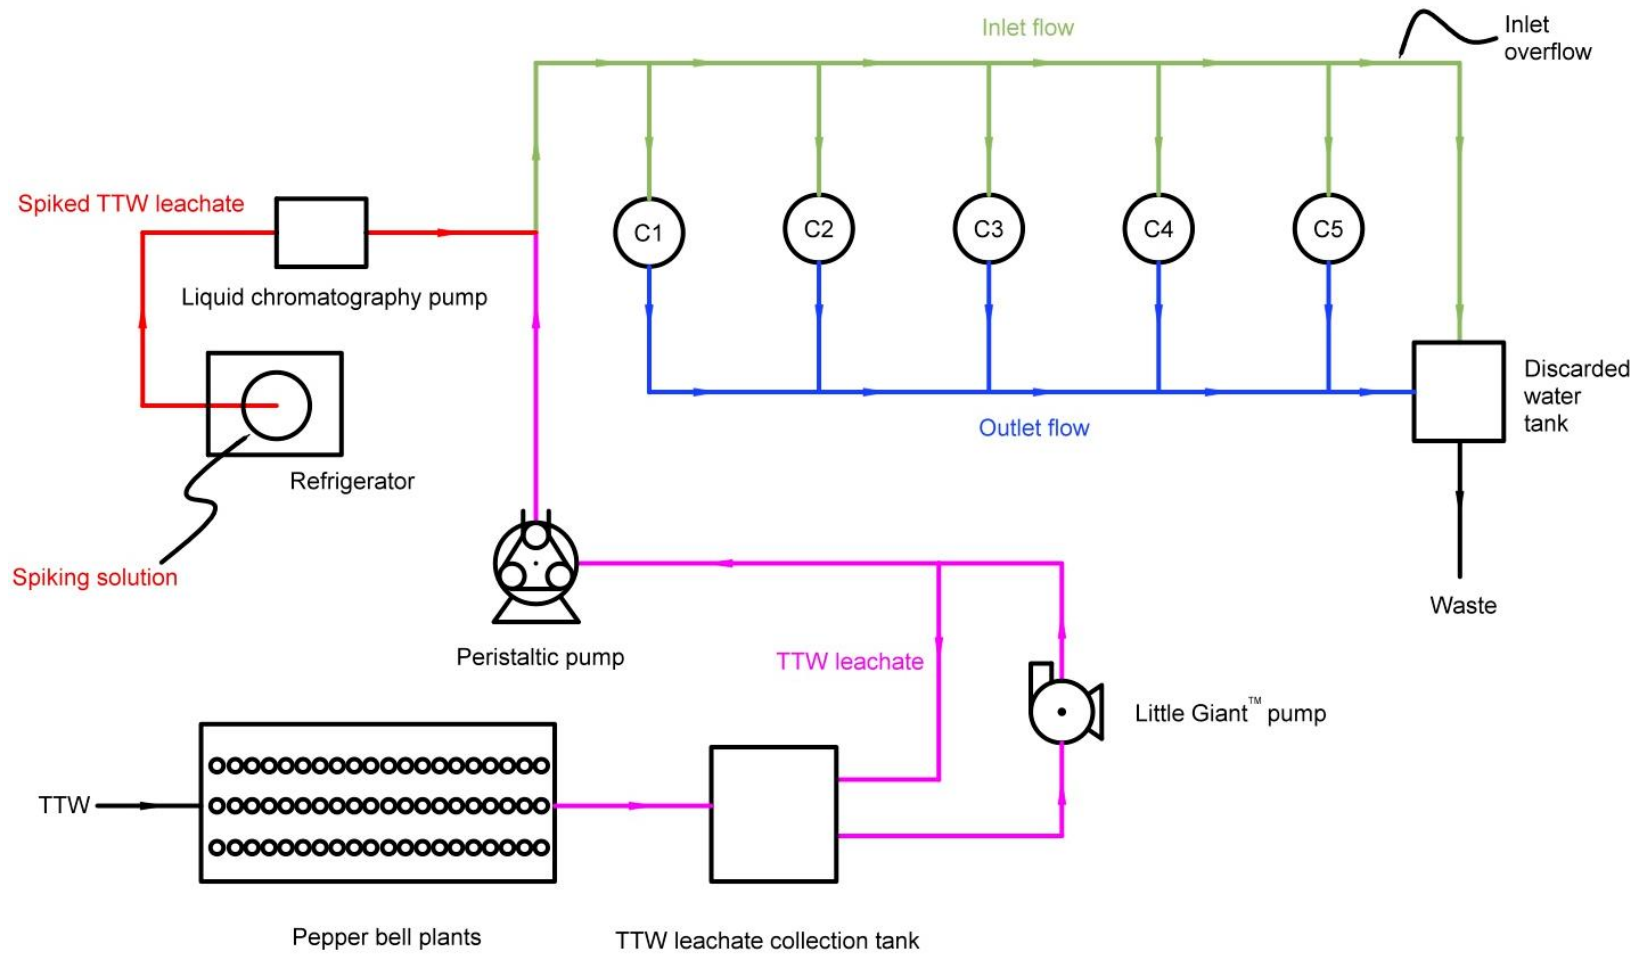 Inlet flow
Inlet
overflow
Spiked TTW leachate
C1
C2
C3
C4
C5
Liquid chromatography pump
Discarded
water
tank
Outlet flow
Refrigerator
Spiking solution
Waste
Peristaltic pump
TTW leachate
Little Giant™ pump
TTW
Pepper bell plants
TTW leachate collection tank